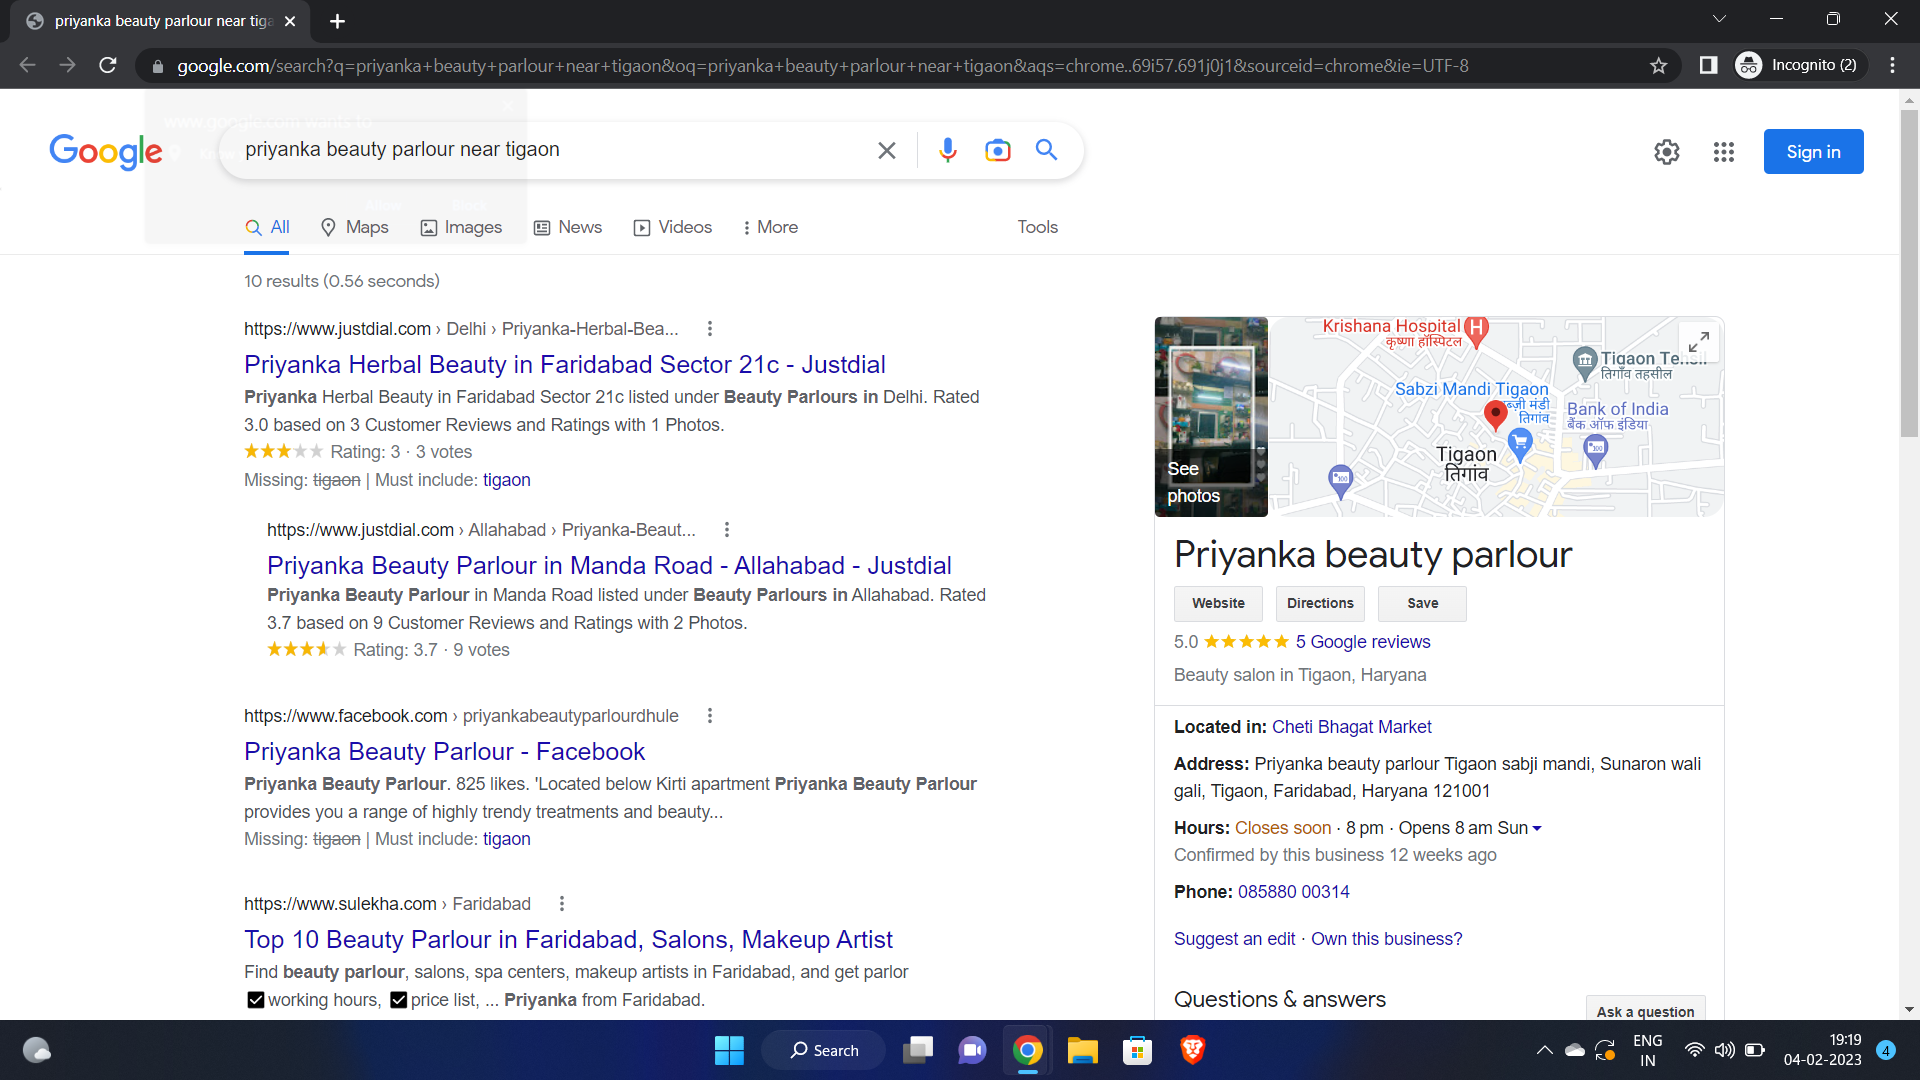 priyanka beauty parlour near tiga
google.com/search?q=priyanka+beauty+parlour+near+tigaon&oq=priyanka+beauty+parlour+near+tigaon&aqs=chrome..69i57.691j0j1&sourceid=chrome&ie=UTF-8
Incognito (2)
www.google.com wants to
Google
priyanka beauty parlour near tigaon
Sign in
All
Maps
Images
News
Videos
More
Tools
10 results (0.56 seconds)
https://www.justdial.com › Delhi › Priyanka-Herbal-Bea...
Priyanka Herbal Beauty in Faridabad Sector 21c - Justdial
Priyanka Herbal Beauty in Faridabad Sector 21c listed under Beauty Parlours in Delhi. Rated
3.0 based on 3 Customer Reviews and Ratings with 1 Photos.
Rating: 3 · 3 votes
Missing: tigaon | Must include: tigaon
https://www.justdial.com › Allahabad › Priyanka-Beaut...
Priyanka Beauty Parlour in Manda Road - Allahabad - Justdial
Priyanka Beauty Parlour in Manda Road listed under Beauty Parlours in Allahabad. Rated
3.7 based on 9 Customer Reviews and Ratings with 2 Photos.
Rating: 3.7 · 9 votes
https://www.facebook.com › priyankabeautyparlourdhule
Priyanka Beauty Parlour - Facebook
Priyanka Beauty Parlour. 825 likes. 'Located below Kirti apartment Priyanka Beauty Parlour
provides you a range of highly trendy treatments and beauty...
Missing: tigaon | Must include: tigaon
https://www.sulekha.com › Faridabad
Top 10 Beauty Parlour in Faridabad, Salons, Makeup Artist
Find beauty parlour, salons, spa centers, makeup artists in Faridabad, and get parlor
working hours, price list, ... Priyanka from Faridabad.
See
photos
Krishana Hospital
कृष्णा हॉस्पिटल
Tigaon Tehsil
तिगाँव तहसील
Sabzi Mandi Tigaon
ब्ज़ी मंडी
तिगांव
Bank of India
बैंक ऑफ इंडिया
Tigaon
तिगांव
Priyanka beauty parlour
Website
Directions
Save
5.0 5 Google reviews
Beauty salon in Tigaon, Haryana
Located in: Cheti Bhagat Market
Address: Priyanka beauty parlour Tigaon sabji mandi, Sunaron wali
gali, Tigaon, Faridabad, Haryana 121001
Hours: Closes soon · 8 pm · Opens 8 am Sun
Confirmed by this business 12 weeks ago
Phone: 085880 00314
Suggest an edit · Own this business?
Questions & answers
Ask a question
Search
ENG
IN
19:19
04-02-2023
4